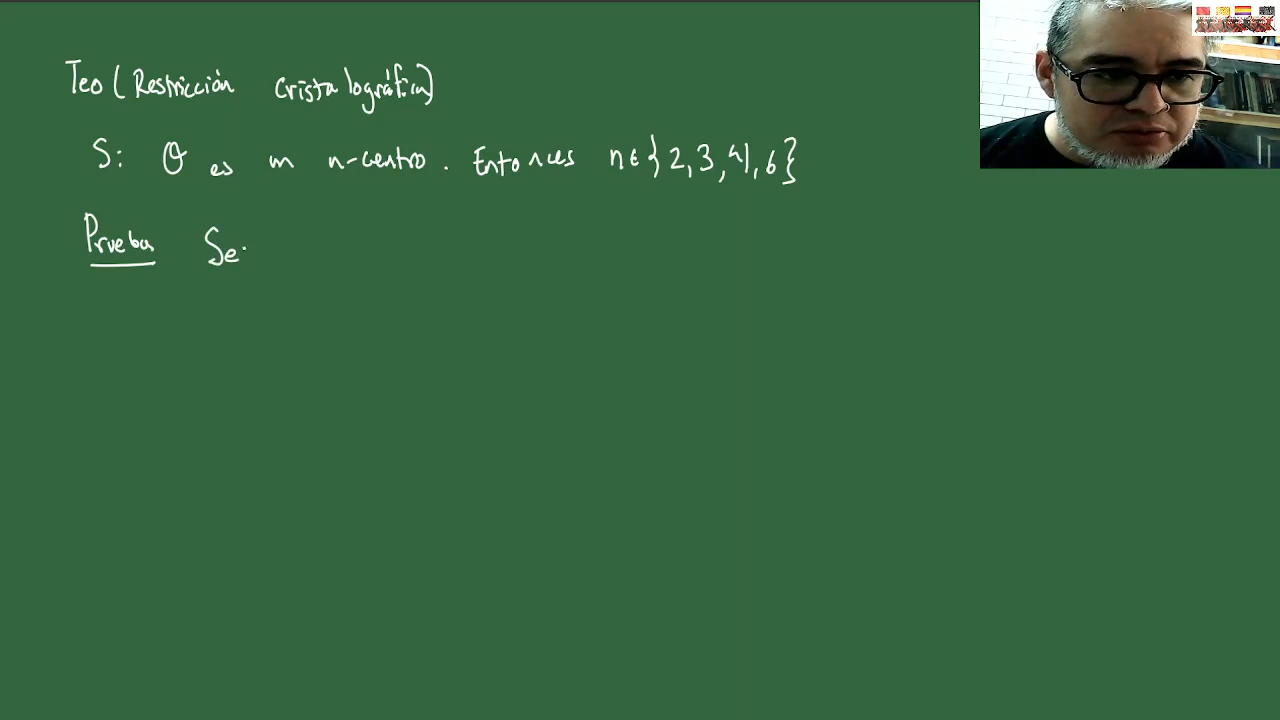 Teo (Restricción cristalográfica)
Si O es un n-centro. Entonces n ∈ {2, 3, 4, 6}
Prueba Se